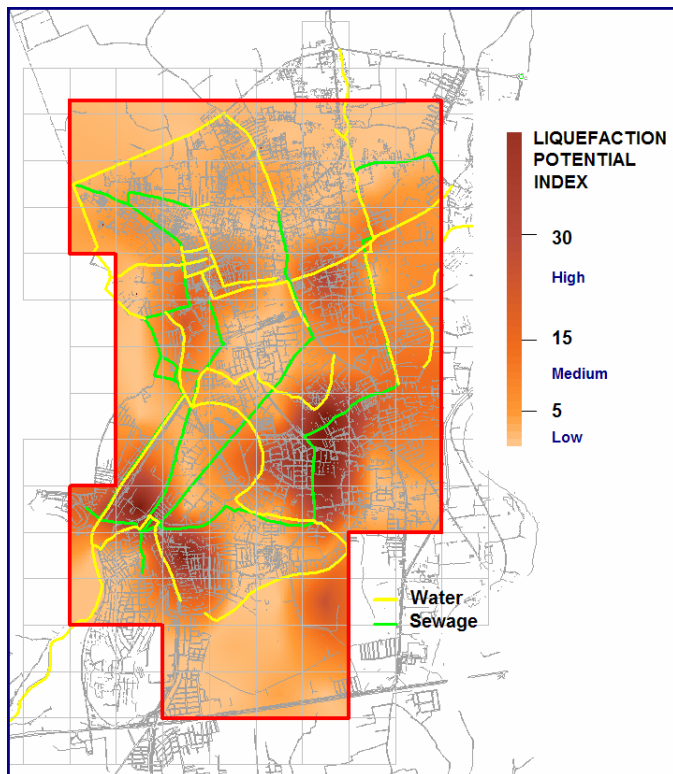 LIQUEFACTION
POTENTIAL
INDEX
30
High
15
Medium
5
Low
Water
Sewage